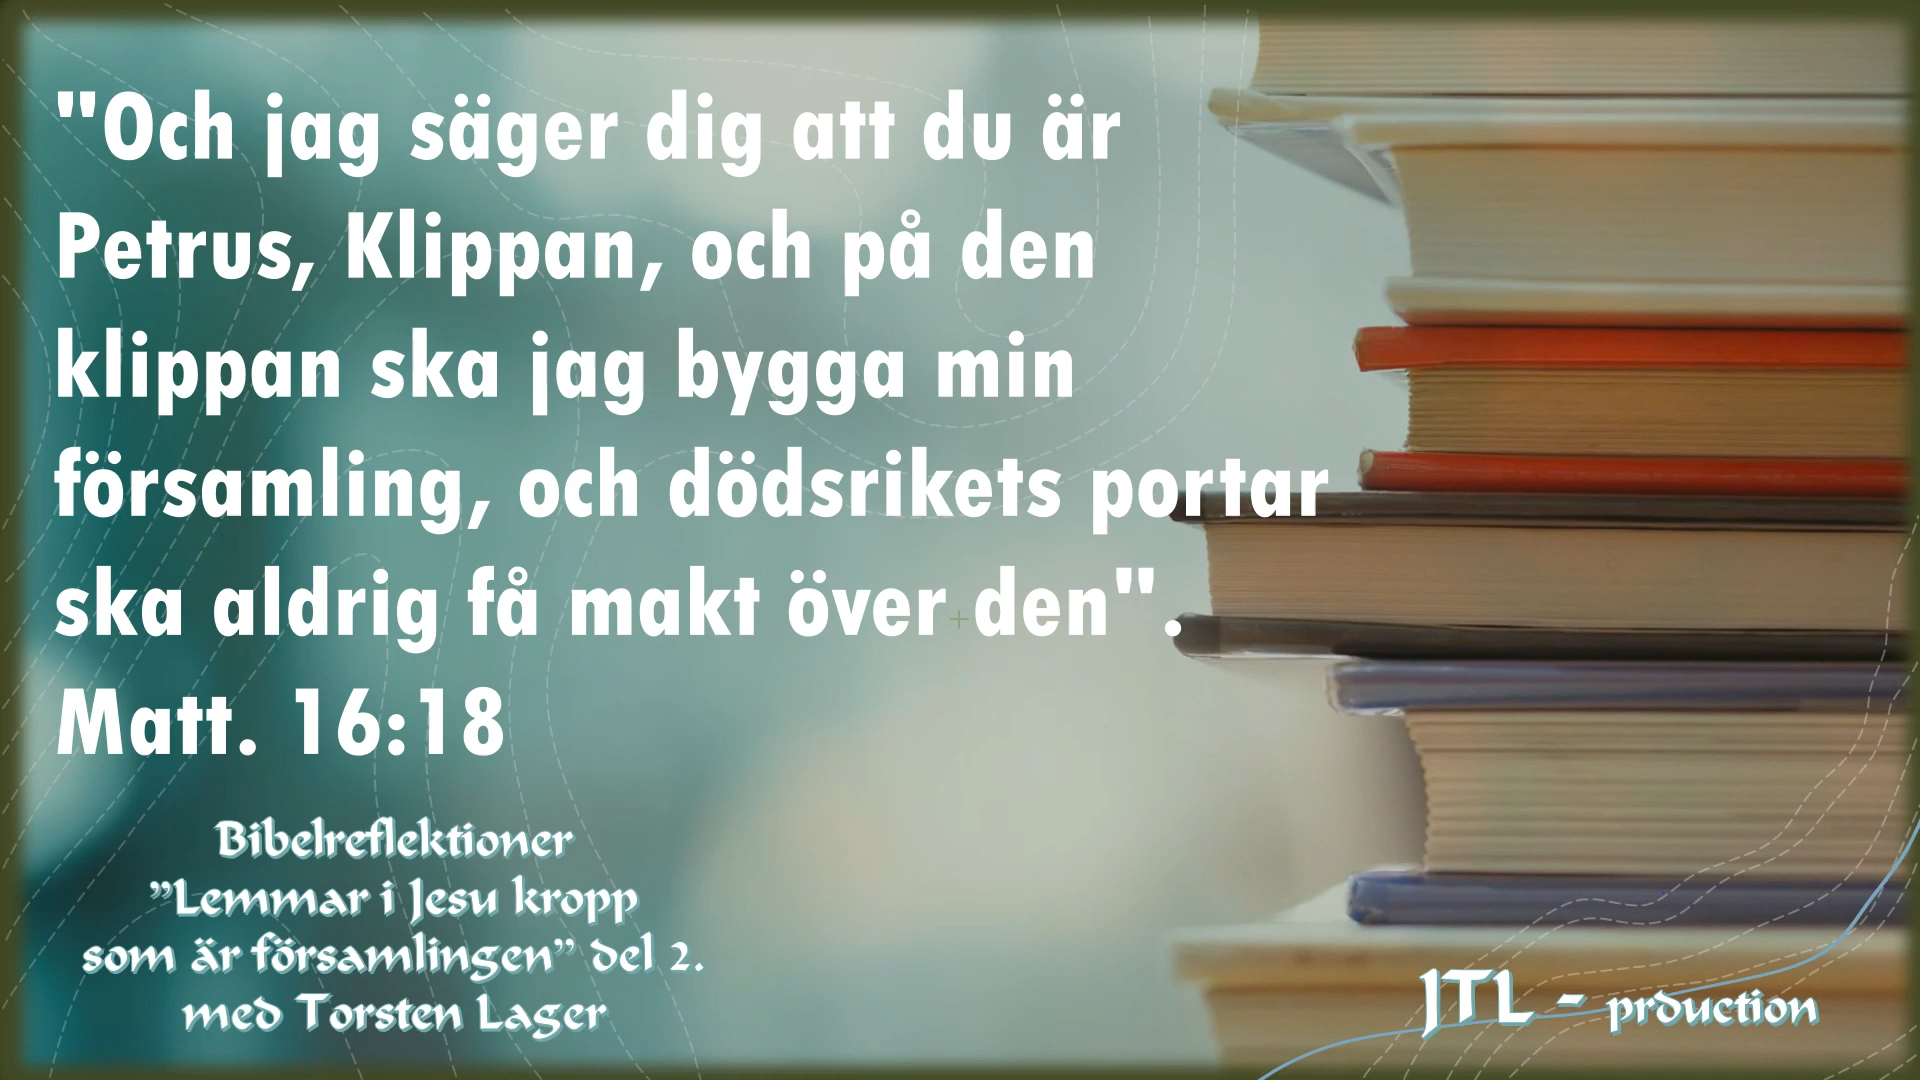 "Och jag säger dig att du är
Petrus, Klippan, och på den
klippan ska jag bygga min
församling, och dödsrikets portar
ska aldrig få makt över den".
Matt. 16:18
Bibelreflektioner
”Lemmar i Jesu kropp
som är församlingen” del 2.
med Torsten Lager
JTL - prduction